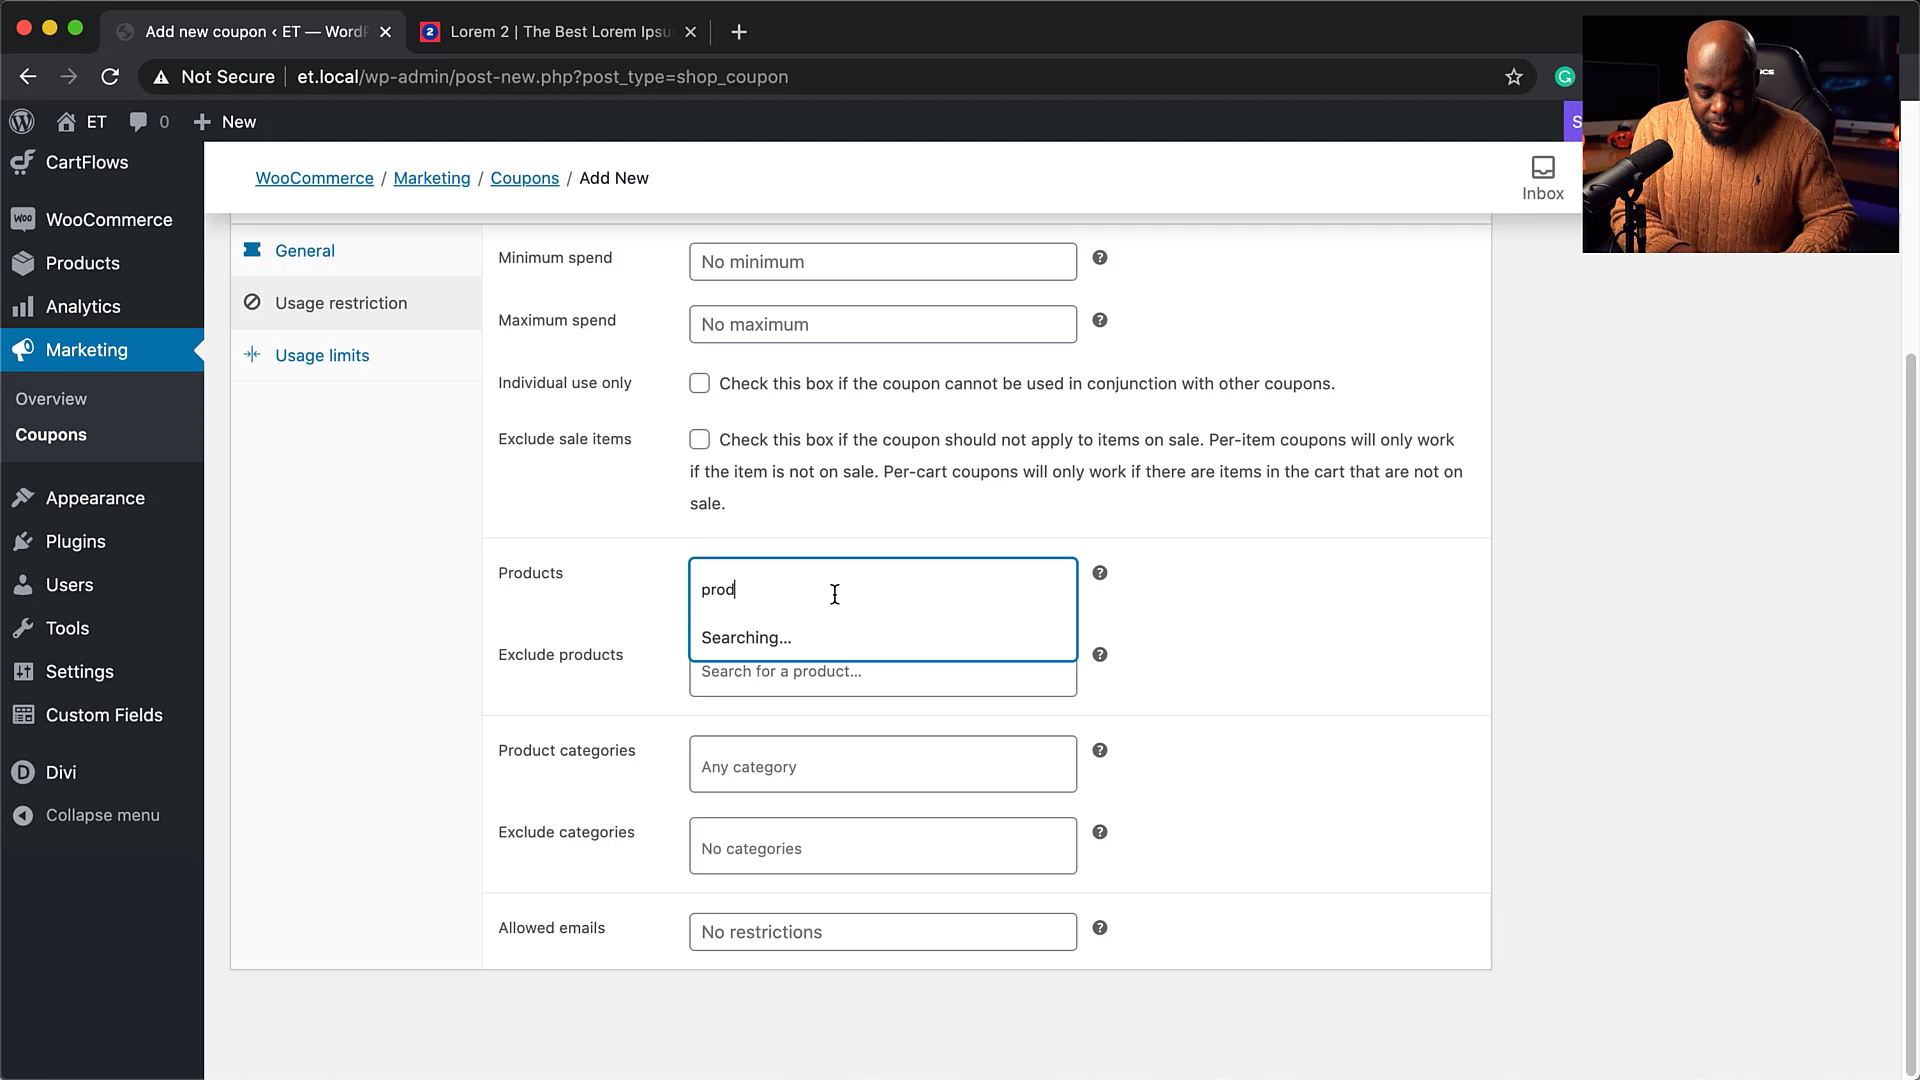 Add new coupon ‹ ET — WordP
2
Lorem 2 | The Best Lorem Ipsu
Not Secure
et.local/wp-admin/post-new.php?post_type=shop_coupon
G
ET
0
New
S
CartFlows
WooCommerce
Products
Analytics
Marketing
Overview
Coupons
Appearance
Plugins
Users
Tools
Settings
Custom Fields
Divi
Collapse menu
WooCommerce / Marketing / Coupons / Add New
Inbox
General
Usage restriction
Usage limits
Minimum spend
No minimum
Maximum spend
No maximum
Individual use only
Check this box if the coupon cannot be used in conjunction with other coupons.
Exclude sale items
Check this box if the coupon should not apply to items on sale. Per-item coupons will only work
if the item is not on sale. Per-cart coupons will only work if there are items in the cart that are not on
sale.
Products
prod
Searching…
Exclude products
Search for a product…
Product categories
Any category
Exclude categories
No categories
Allowed emails
No restrictions